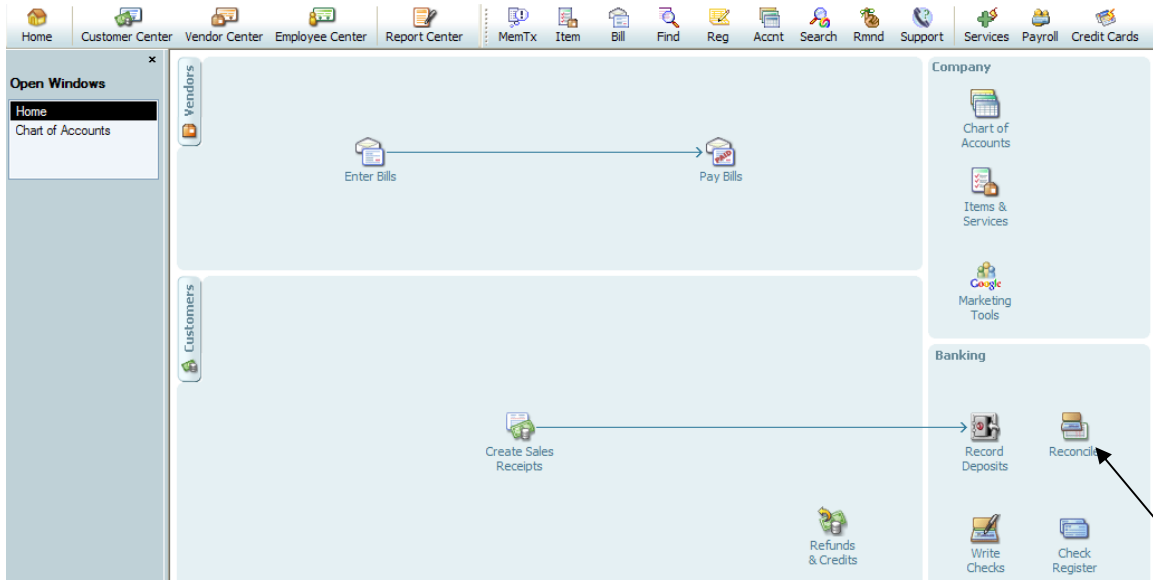 Home
Customer Center
Vendor Center
Employee Center
Report Center
MemTx
Item
Bill
Find
Reg
Accnt
Search
Rmnd
Support
Services
Payroll
Credit Cards
×
Open Windows
Home
Chart of Accounts
Vendors
Enter Bills
PAID
Pay Bills
Customers
Create Sales
Receipts
Refunds
& Credits
Company
Chart of
Accounts
Items &
Services
Google
Marketing
Tools
Banking
Record
Deposits
Reconcile
Write
Checks
Check
Register